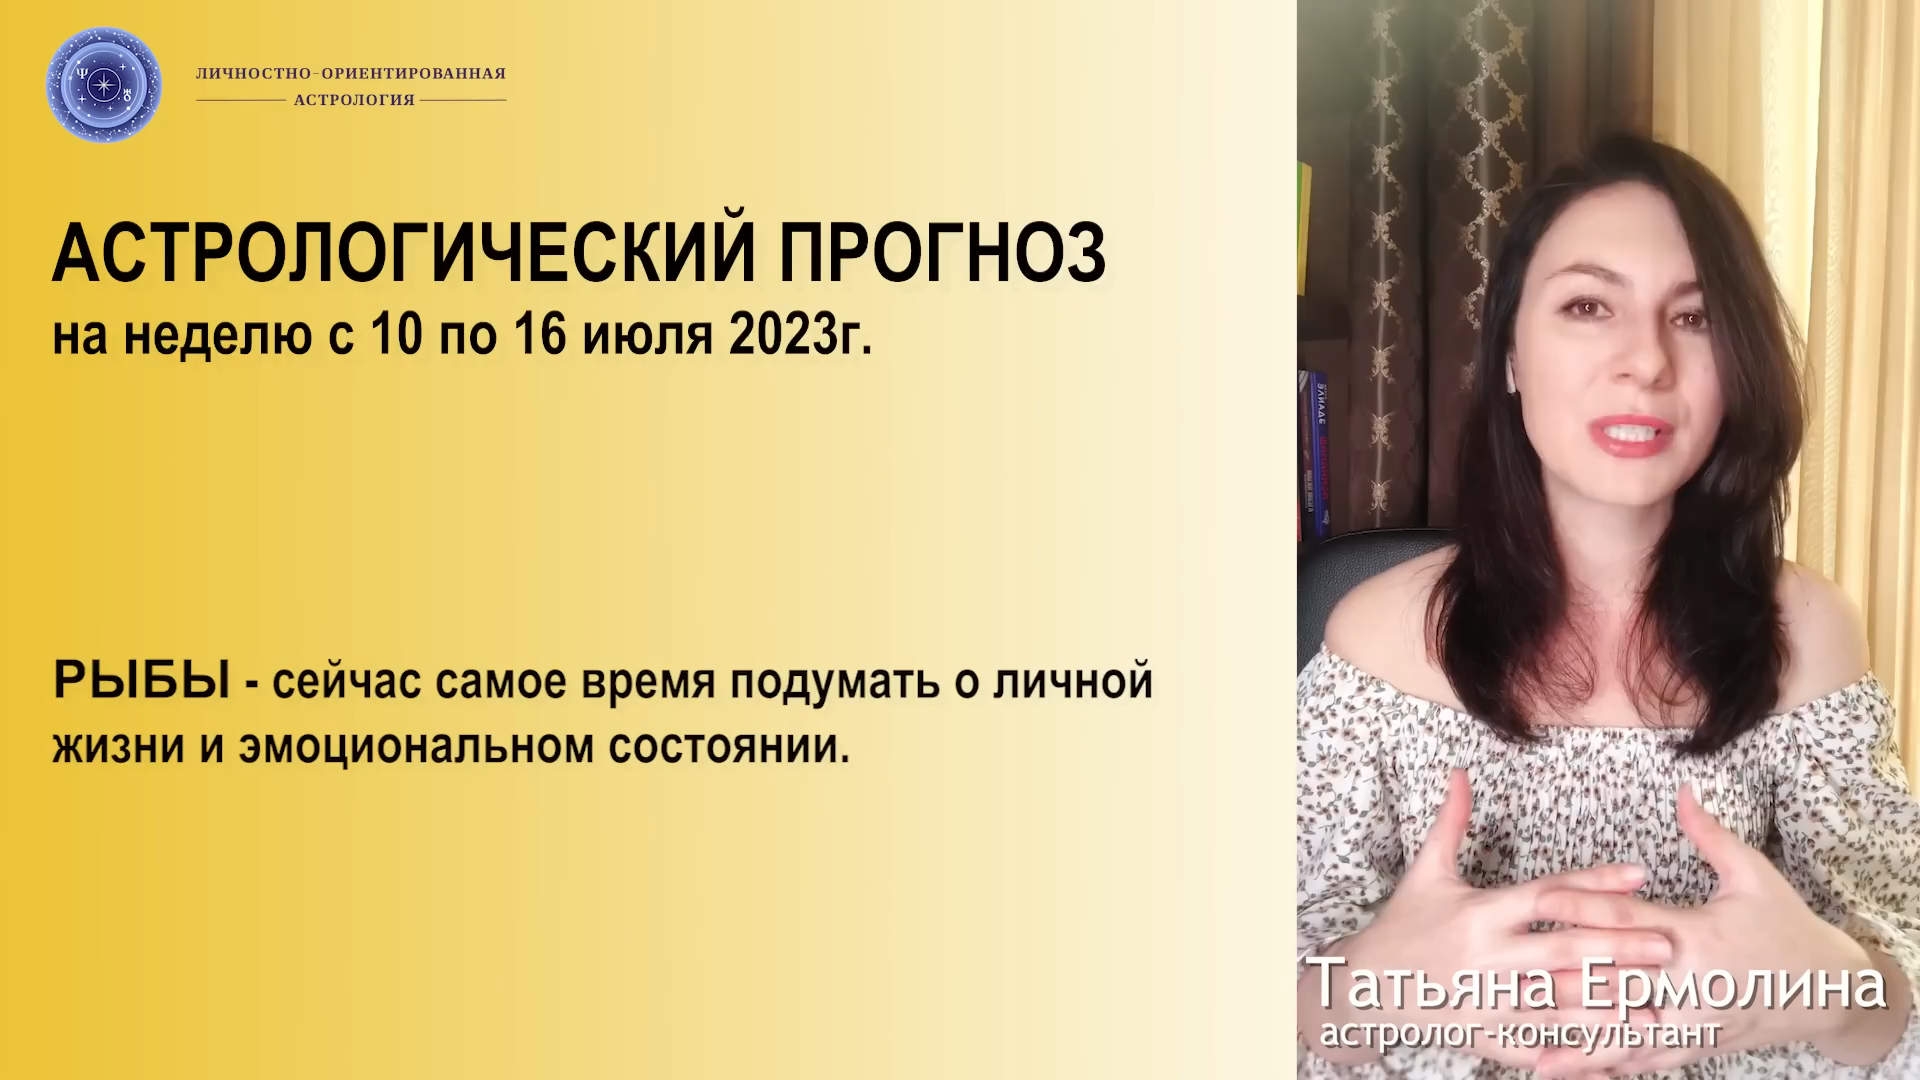 ЛИЧНОСТНО-ОРИЕНТИРОВАННАЯ
АСТРОЛОГИЯ
АСТРОЛОГИЧЕСКИЙ ПРОГНОЗ
на неделю с 10 по 16 июля 2023г.
РЫБЫ - сейчас самое время подумать о личной
жизни и эмоциональном состоянии.
ЭЛИАДЕ
Татьяна Ермолина
астролог-консультант